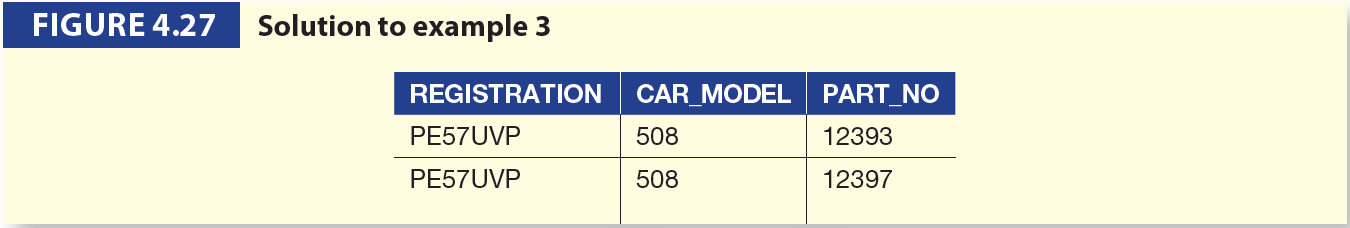 FIGURE 4.27 Solution to example 3
REGISTRATION CAR_MODEL PART_NO
PE57UVP 508 12393
PE57UVP 508 12397